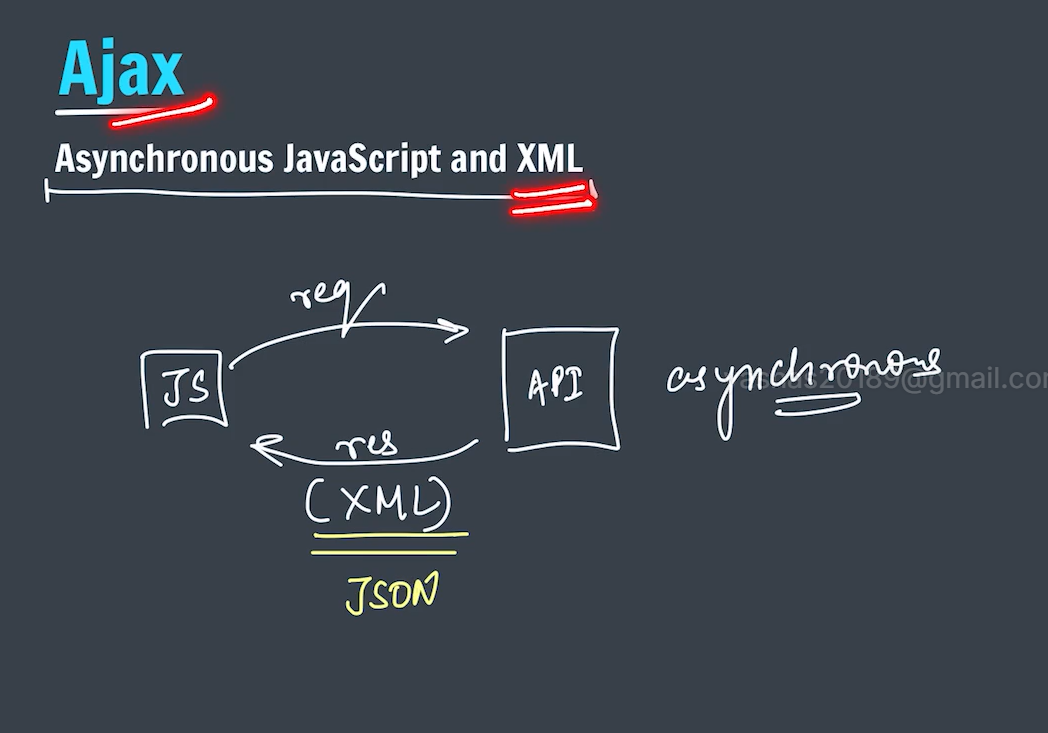 Ajax
Asynchronous JavaScript and XML
req
JS
API
asynchronous
res
(XML)
JSON